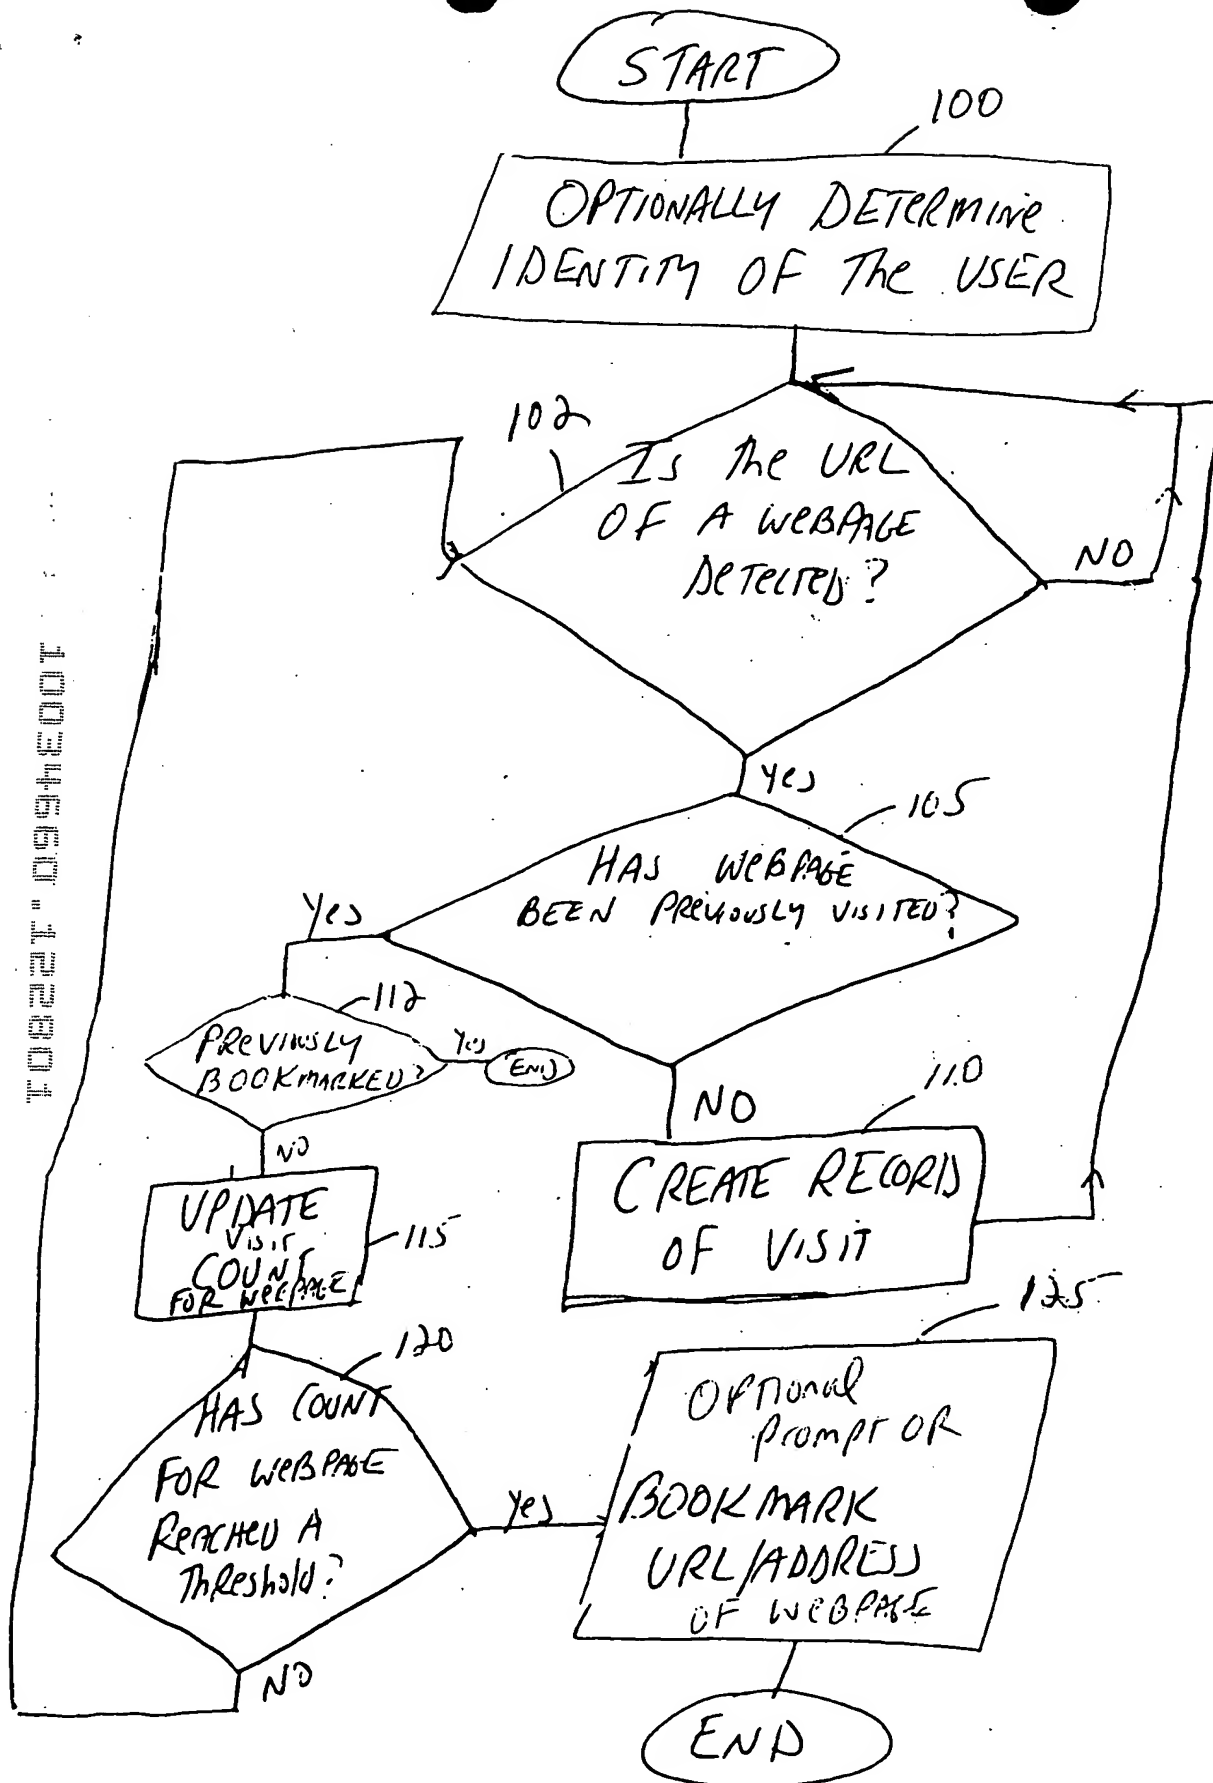 START
100
OPTIONALLY DETERMINE
IDENTITY OF THE USER
102
IS THE URL
OF A WEBPAGE
DETECTED?
NO
YES
105
HAS WEBPAGE
BEEN PREVIOUSLY VISITED?
YES
112
PREVIOUSLY
BOOKMARKED?
YES
END
NO
NO
110
CREATE RECORD
OF VISIT
UPDATE
VISIT
COUNT
FOR WEBPAGE
115
125
120
HAS COUNT
FOR WEBPAGE
REACHED A
THRESHOLD?
YES
OPTIONAL
PROMPT OR
BOOKMARK
URL/ADDRESS
OF WEBPAGE
NO
END
10034660.122801